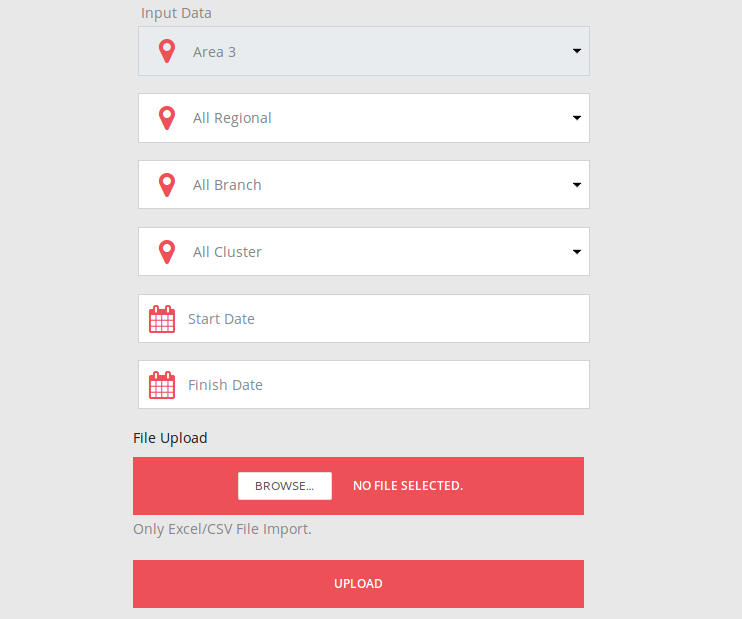 Input Data
Area 3
All Regional
All Branch
All Cluster
Start Date
Finish Date
File Upload
BROWSE... NO FILE SELECTED.
Only Excel/CSV File Import.
UPLOAD